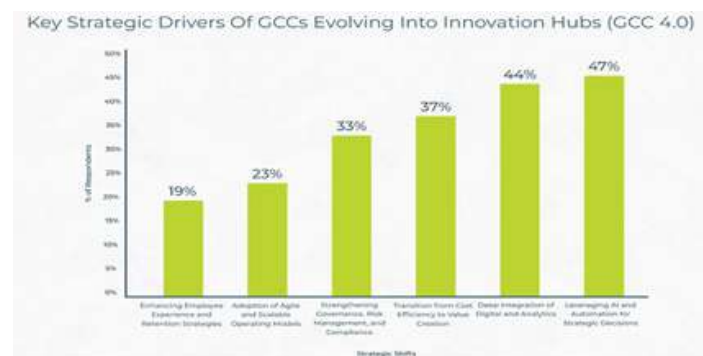 Key Strategic Drivers Of GCCs Evolving Into Innovation Hubs (GCC 4.0)
50%
45%
40%
35%
30%
25%
20%
15%
10%
5%
0%
% of Respondents
19%
23%
33%
37%
44%
47%
Enhancing Employee
Experience and
Retention Strategies
Adoption of Agile
and Scalable
Operating Models
Strengthening
Governance, Risk
Management, and
Compliance
Transition from Cost
Efficiency to Value
Creation
Deep Integration of
Digital and Analytics
Leveraging AI and
Automation for
Strategic Decisions
Strategic Shifts